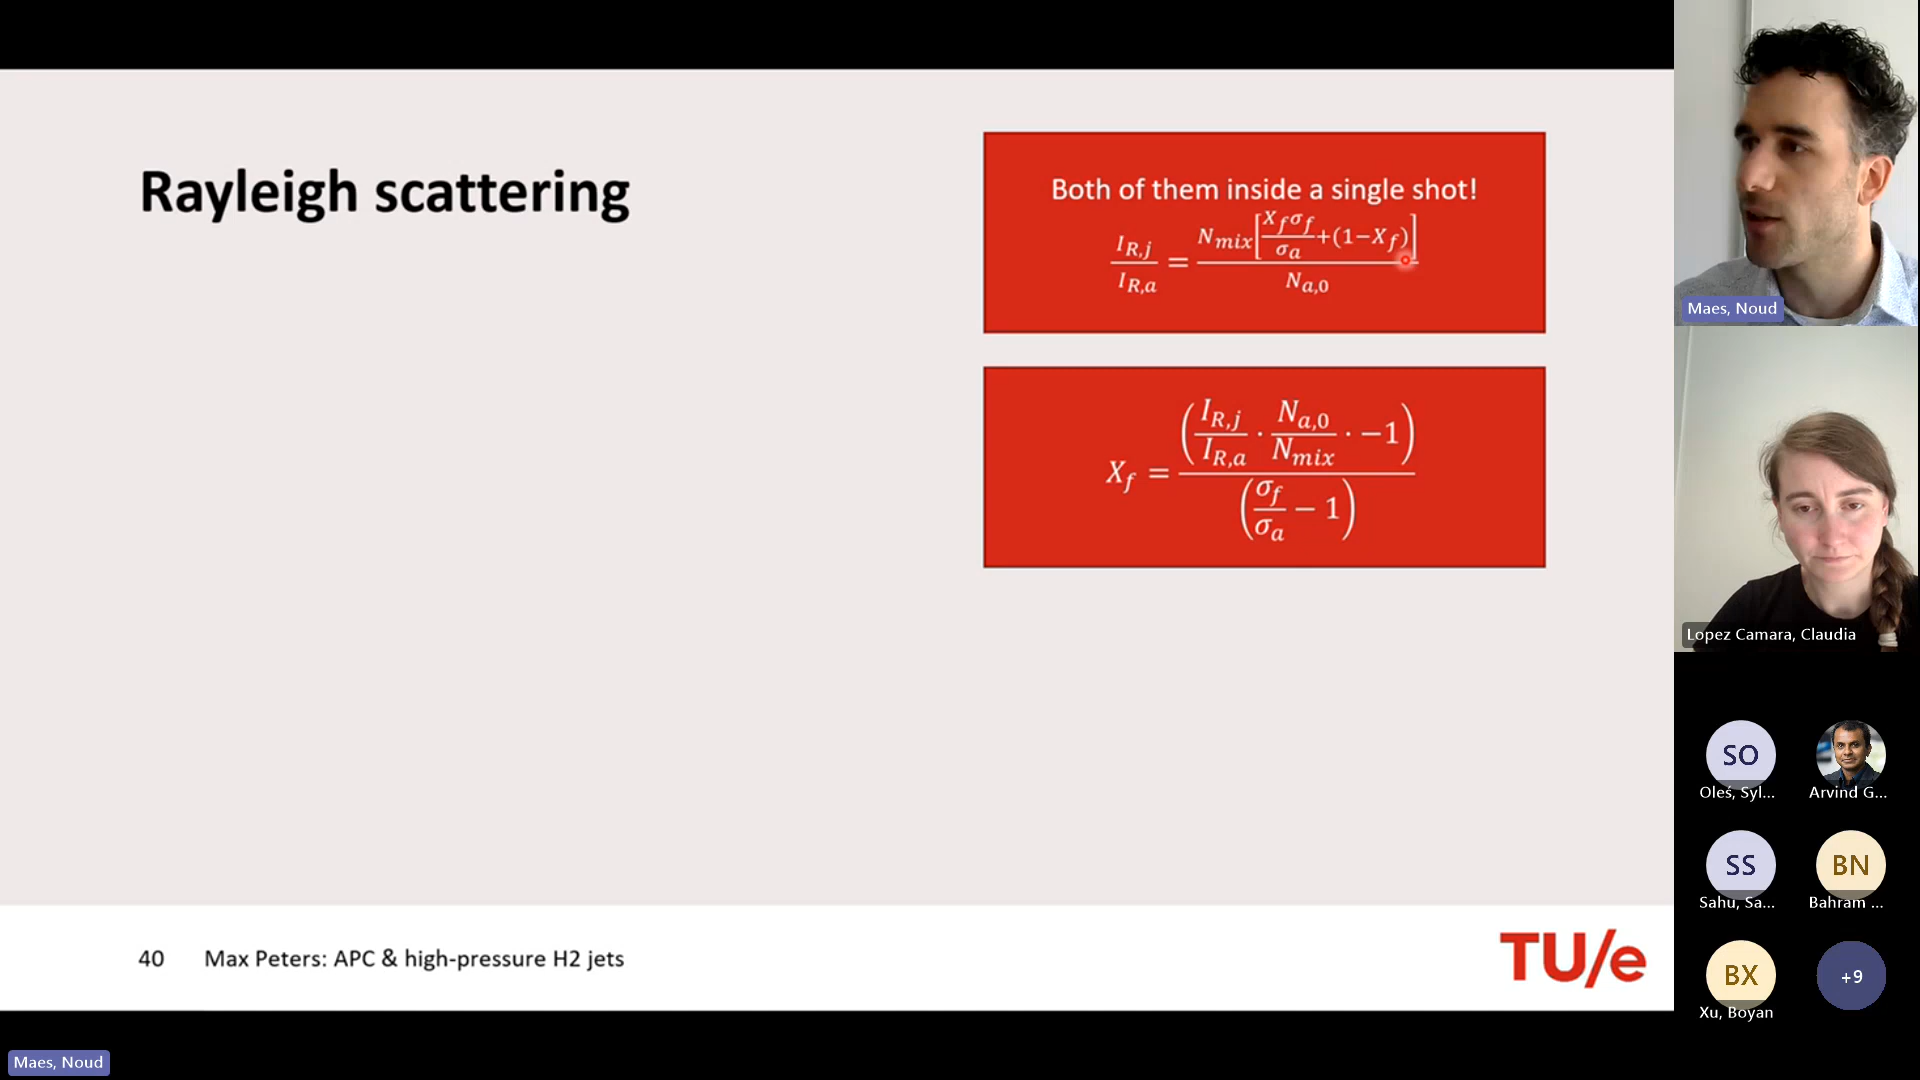 Rayleigh scattering
Both of them inside a single shot!
I_{R,j} / I_{R,a} = N_{mix}[X_f σ_f / σ_a + (1−X_f)] / N_{a,0}
X_f = (I_{R,j} / I_{R,a} · N_{a,0} / N_{mix} · −1) / (σ_f / σ_a − 1)
40 Max Peters: APC & high-pressure H2 jets
TU/e
Maes, Noud
Maes, Noud
Lopez Camara, Claudia
SO
Oleś, Syl...
Arvind G...
SS
Sahu, Sa...
BN
Bahram ...
BX
Xu, Boyan
+9